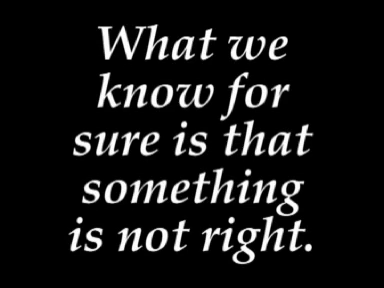 What we
know for
sure is that
something
is not right.